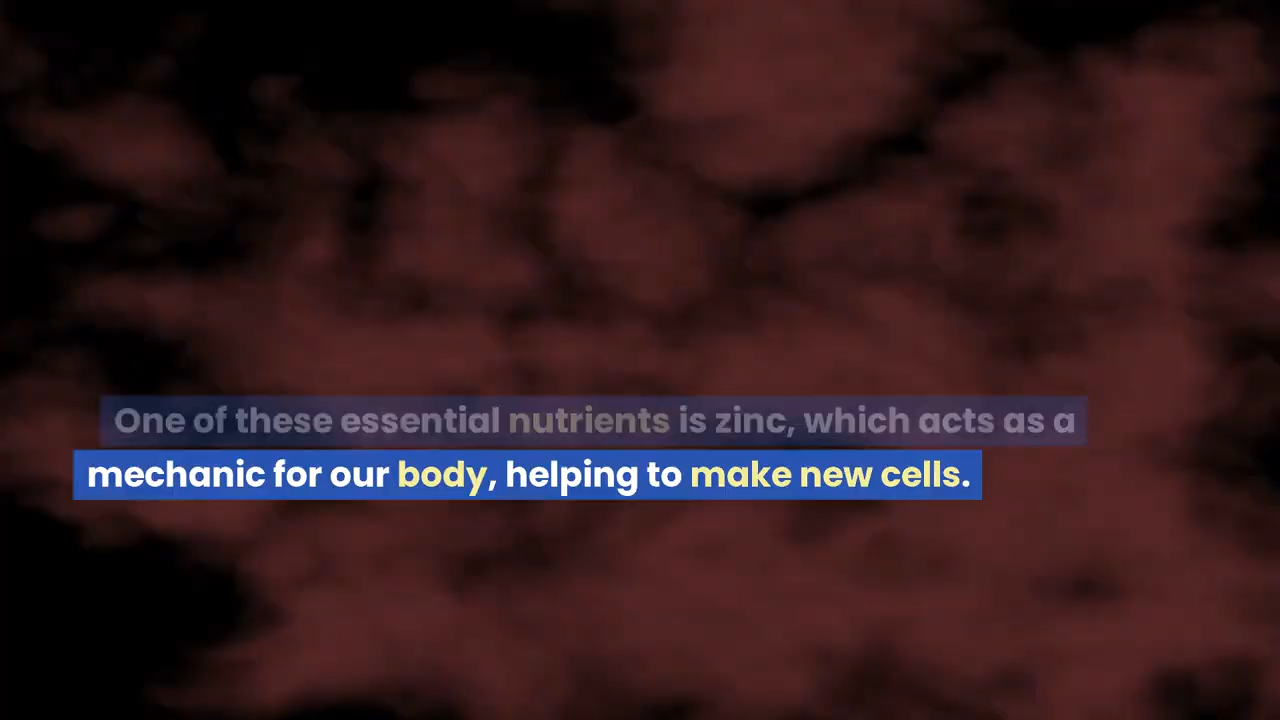 One of these essential nutrients is zinc, which acts as a
mechanic for our body, helping to make new cells.